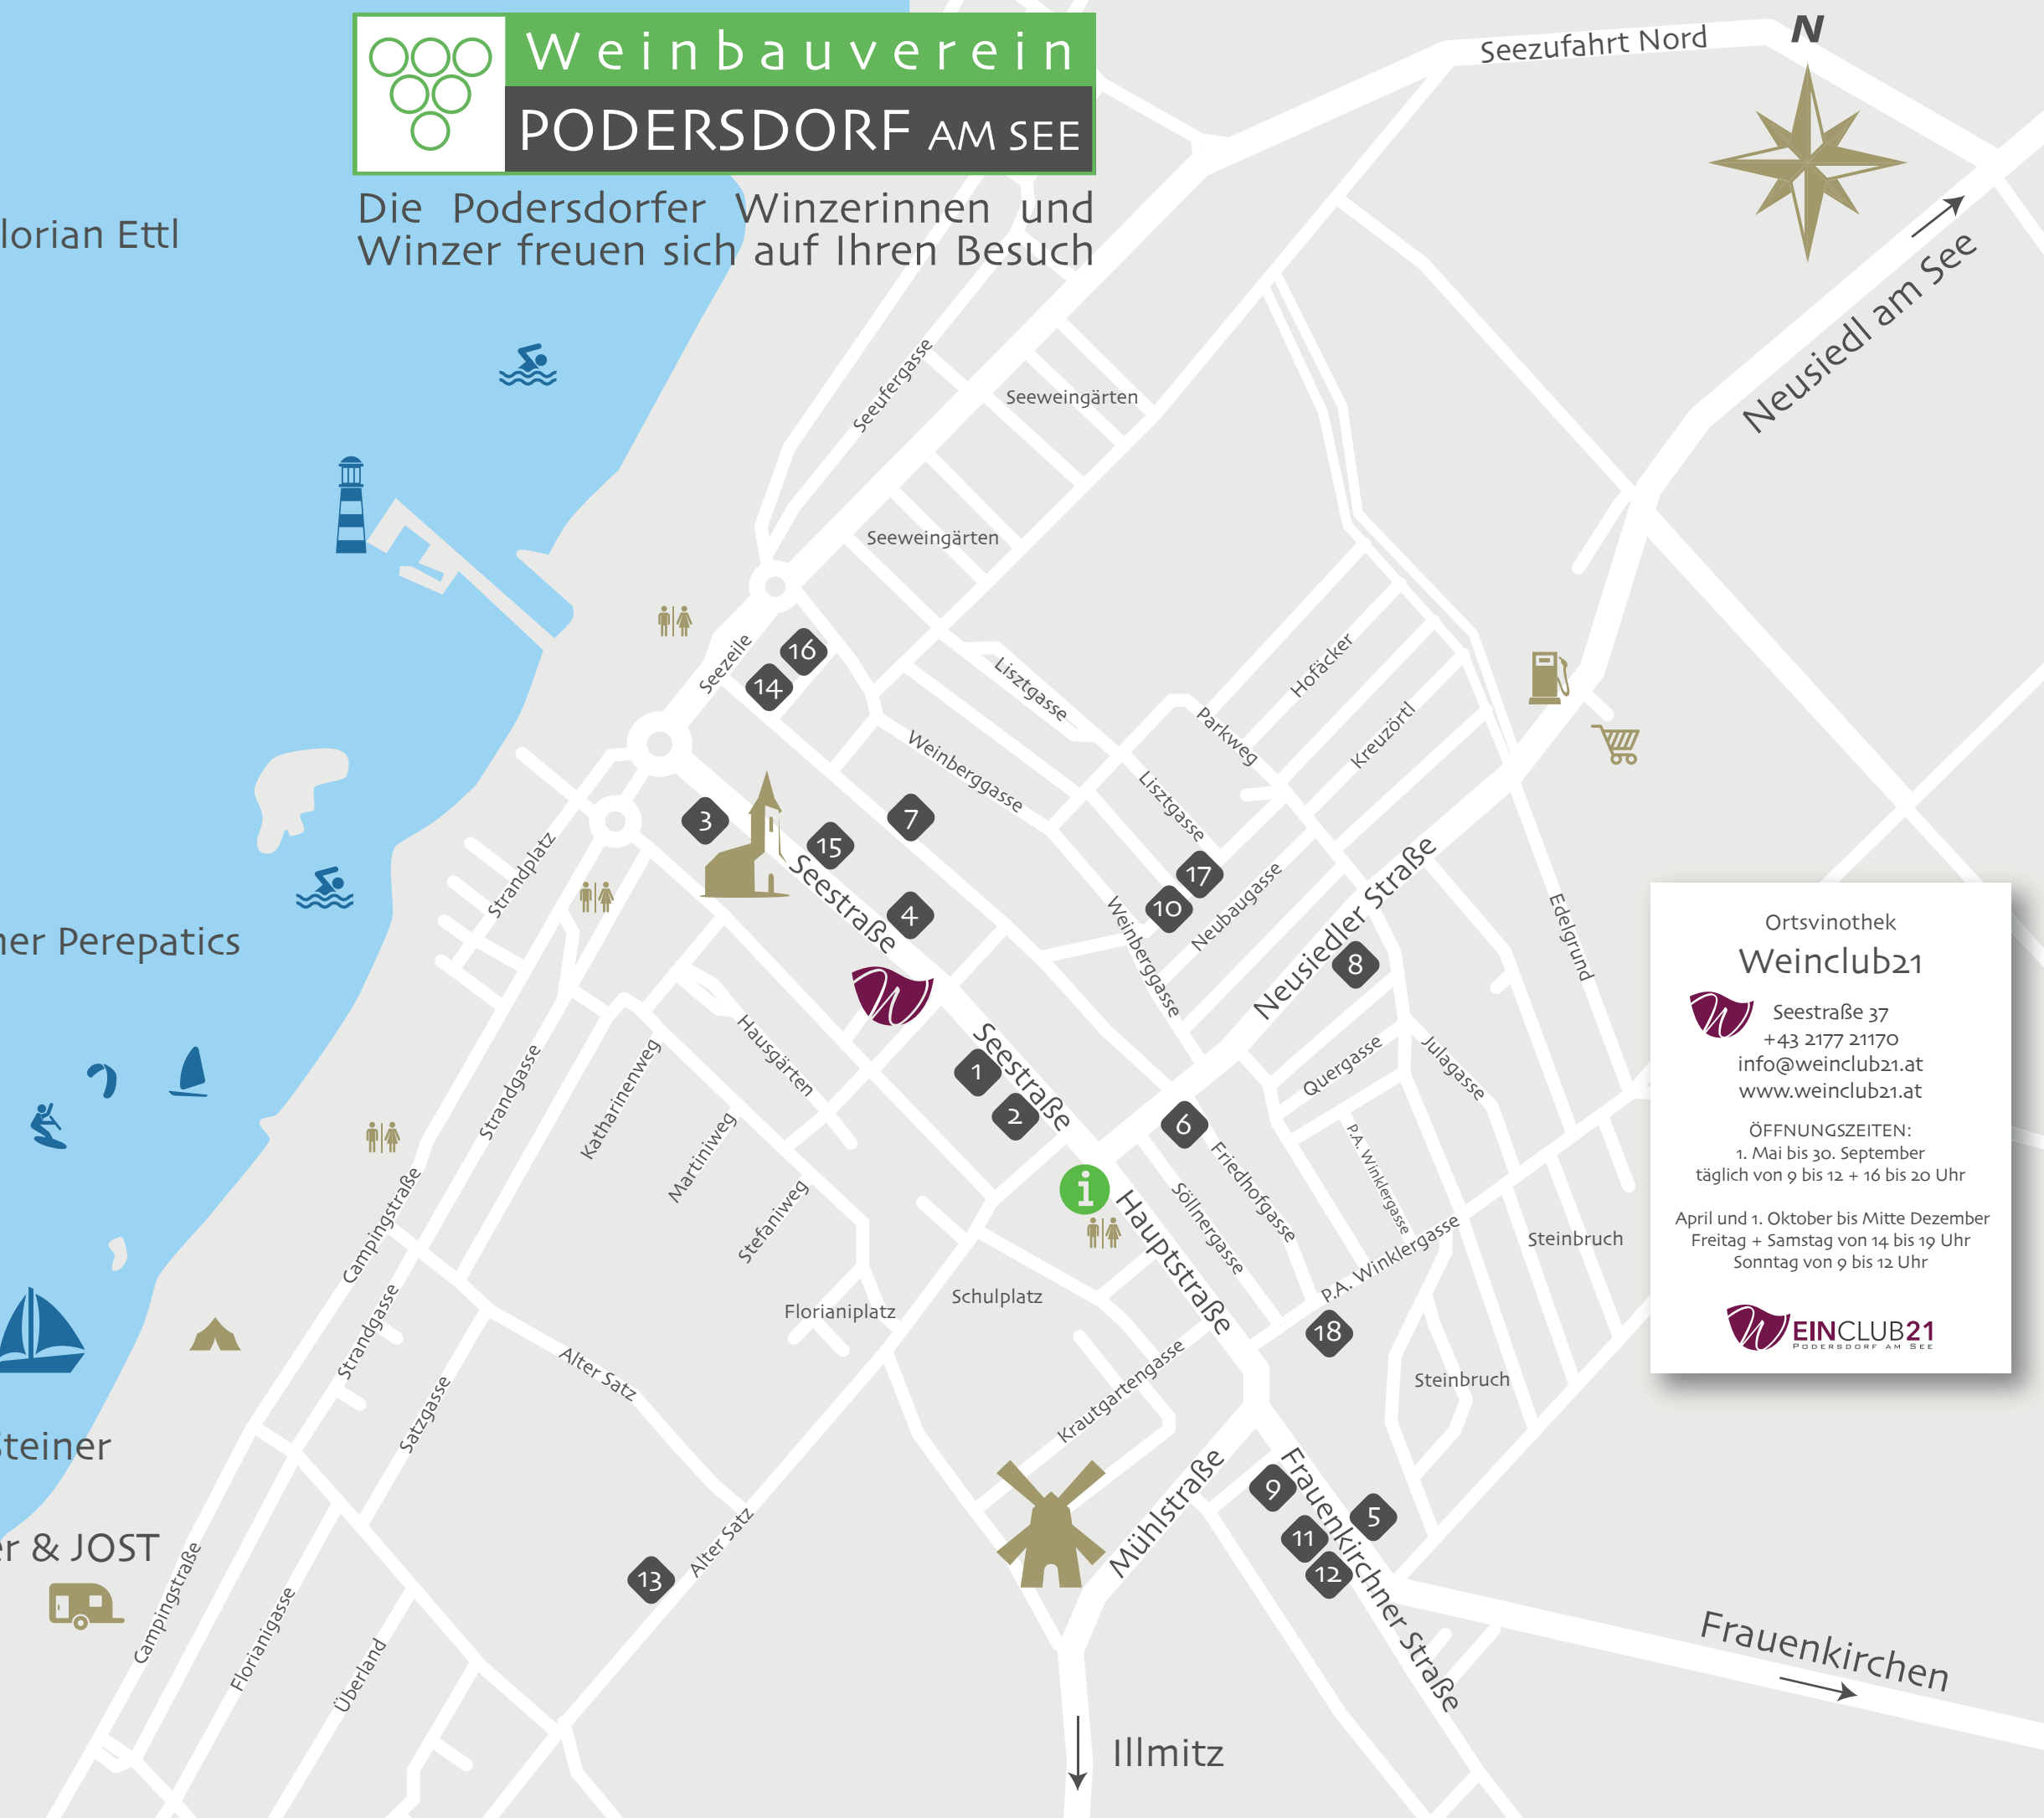 Weinbauverein
PODERSDORF AM SEE
Die Podersdorfer Winzerinnen und
Winzer freuen sich auf Ihren Besuch
Seezufahrt Nord
N
Neusiedl am See
lorian Ettl
Seeufergasse
Seeweingärten
Seeweingärten
Seezeile
16
14
Lisztgasse
Hofäcker
Parkweg
Kreuzörtl
Weinberggasse
Lisztgasse
3
7
15
Seestraße
4
17
10
Neubaugasse
Weinberggasse
Neusiedler Straße
8
Edelgrund
Strandplatz
er Perepatics
Hausgärten
Seestraße
1
2
6
Quergasse
Julagasse
P.A. Winklergasse
Friedhofgasse
Söllnergasse
Strandgasse
Katharinenweg
Martiniweg
Stefaniweg
i
Hauptstraße
P.A. Winklergasse
Steinbruch
Campingstraße
Strandgasse
Florianiplatz
Schulplatz
18
Steinbruch
Alter Satz
Satzgasse
Krautgartengasse
Steiner
er & JOST
Mühlstraße
9
5
11
12
Frauenkirchner Straße
13
Alter Satz
Campingstraße
Florianigasse
Überland
Frauenkirchen
Illmitz
Ortsvinothek
Weinclub21
Seestraße 37
+43 2177 21170
info@weinclub21.at
www.weinclub21.at
ÖFFNUNGSZEITEN:
1. Mai bis 30. September
täglich von 9 bis 12 + 16 bis 20 Uhr
April und 1. Oktober bis Mitte Dezember
Freitag + Samstag von 14 bis 19 Uhr
Sonntag von 9 bis 12 Uhr
WEINCLUB21
PODERSDORF AM SEE